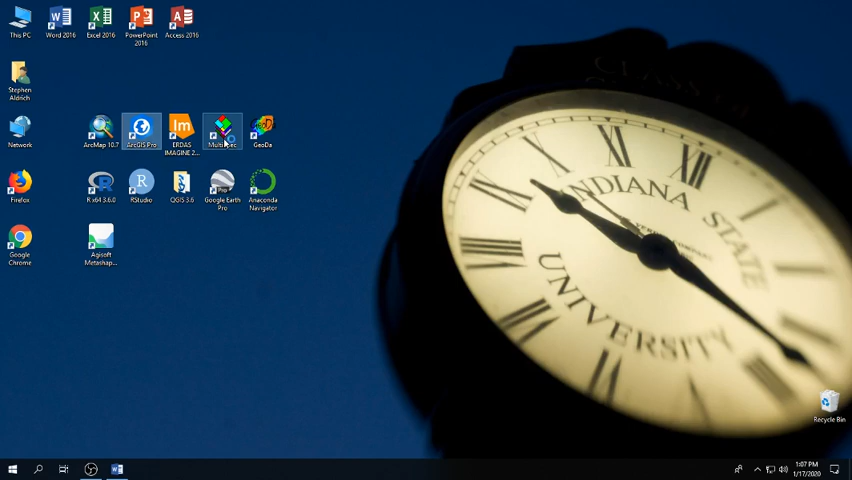 This PC
Word 2016
Excel 2016
PowerPoint
2016
Access 2016
Stephen
Aldrich
Network
ArcMap 10.7
ArcGIS Pro
ERDAS
IMAGINE 2...
MultiSpec
GeoDa
Firefox
R x64 3.6.0
RStudio
QGIS 3.6
Google Earth
Pro
Anaconda
Navigator
Google
Chrome
Agisoft
Metashap...
CLASS OF
INDIANA STATE
UNIVERSITY
Recycle Bin
1:07 PM
1/17/2020